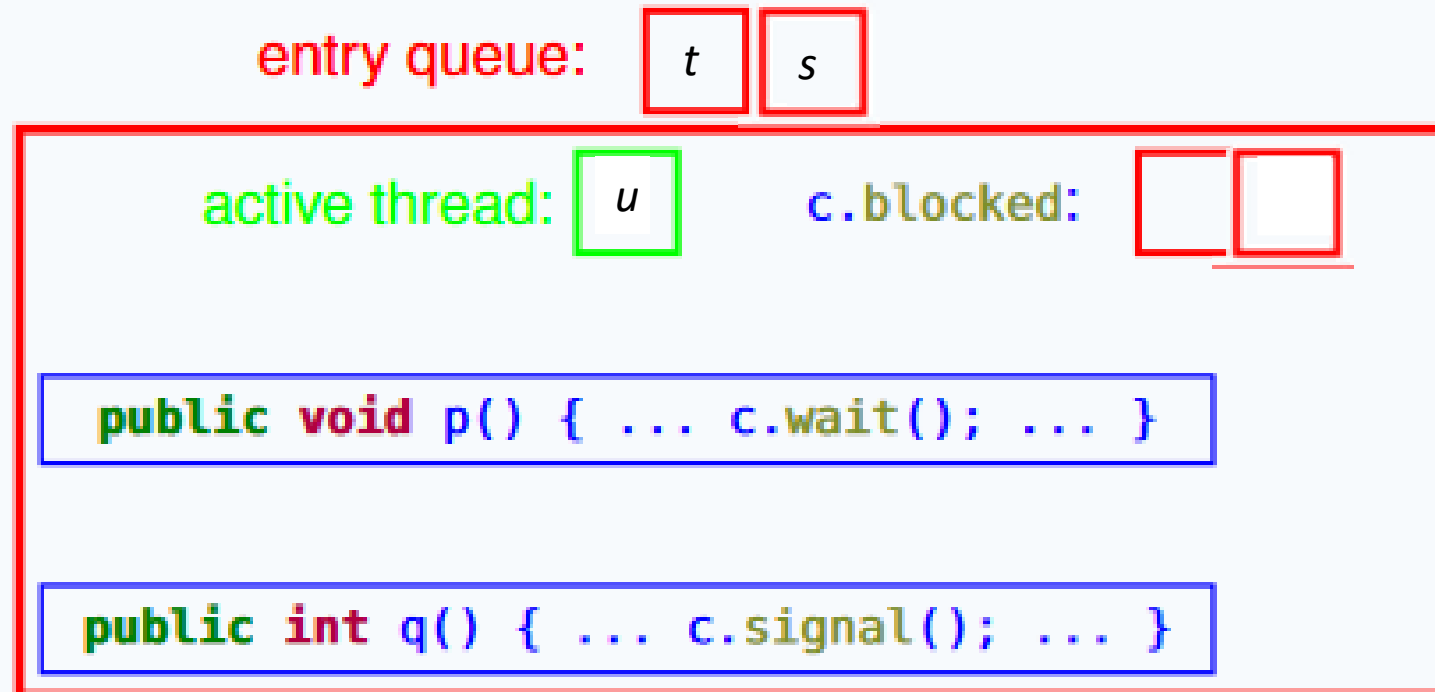 entry queue: t s
active thread: u c.blocked:
public void p() { ... c.wait(); ... }
public int q() { ... c.signal(); ... }